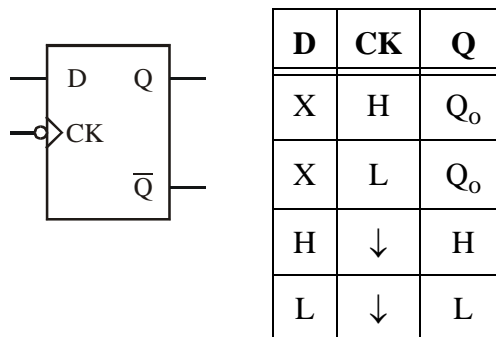 D Q
CK
Q̅
D CK Q
X H Qₒ
X L Qₒ
H ↓ H
L ↓ L